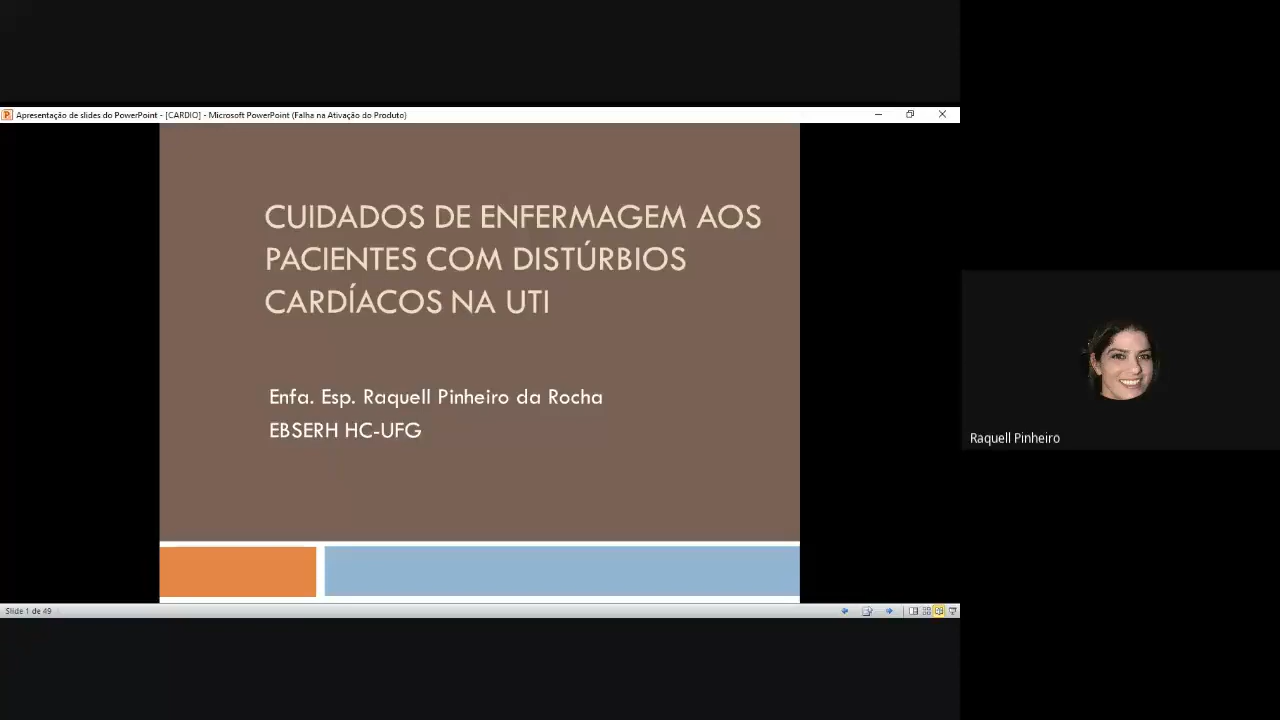 Apresentação de slides do PowerPoint - [CARDIO] - Microsoft PowerPoint (Falha na Ativação do Produto)
CUIDADOS DE ENFERMAGEM AOS
PACIENTES COM DISTÚRBIOS
CARDÍACOS NA UTI
Enfa. Esp. Raquell Pinheiro da Rocha
EBSERH HC-UFG
Raquell Pinheiro
Slide 1 de 49